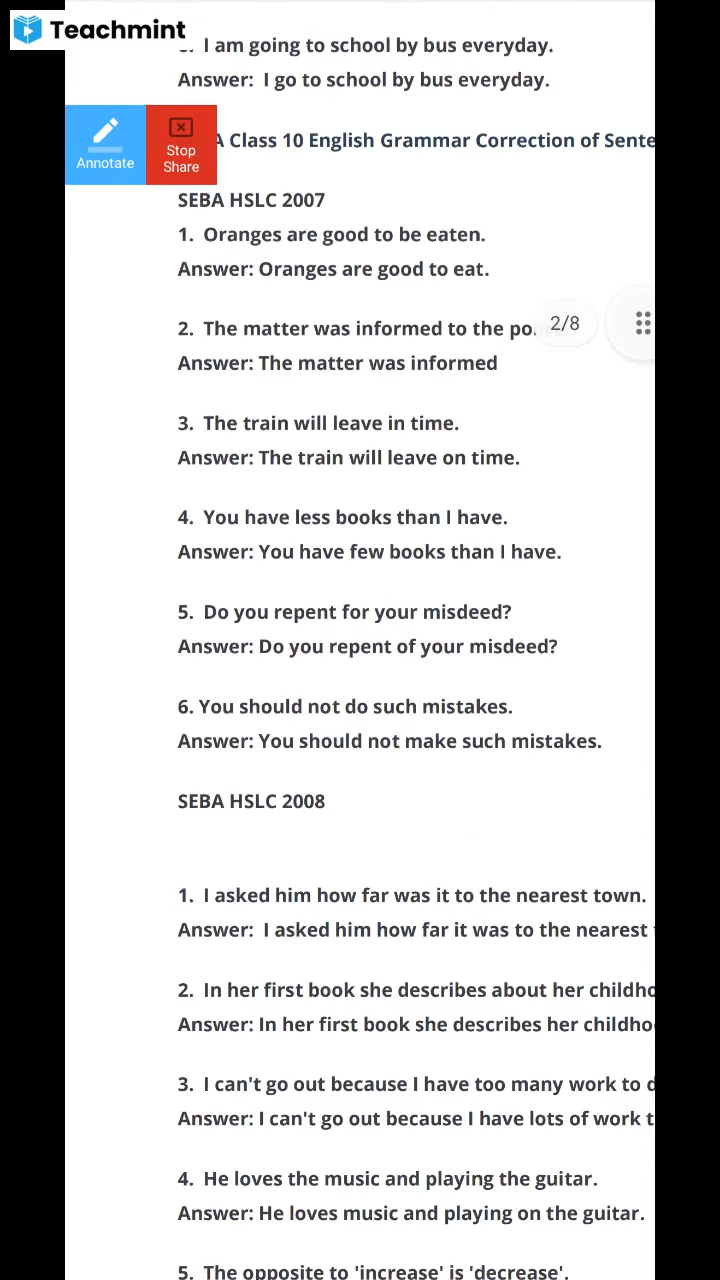 Teachmint
I am going to school by bus everyday.
Answer: I go to school by bus everyday.
Annotate
Stop
Share
A Class 10 English Grammar Correction of
SEBA HSLC 2007
1. Oranges are good to be eaten.
Answer: Oranges are good to eat.
2. The matter was informed to the
2/8
Answer: The matter was informed
3. The train will leave in time.
Answer: The train will leave on time.
4. You have less books than I have.
Answer: You have few books than I have.
5. Do you repent for your misdeed?
Answer: Do you repent of your misdeed?
6. You should not do such mistakes.
Answer: You should not make such mistakes.
SEBA HSLC 2008
1. I asked him how far was it to the nearest town.
Answer: I asked him how far it was to the nearest
2. In her first book she describes about her
Answer: In her first book she describes her
3. I can't go out because I have too many work to
Answer: I can't go out because I have lots of work
4. He loves the music and playing the guitar.
Answer: He loves music and playing on the guitar.
5. The opposite to 'increase' is 'decrease'.